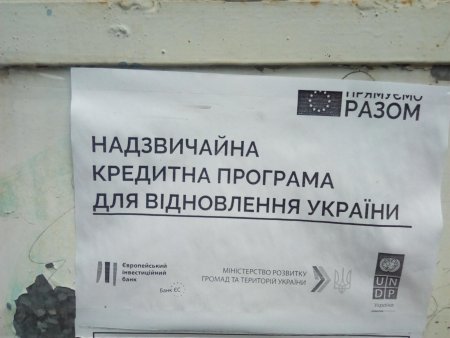 ПРЯМУЄМО
РАЗОМ
НАДЗВИЧАЙНА
КРЕДИТНА ПРОГРАМА
ДЛЯ ВІДНОВЛЕННЯ УКРАЇНИ
Європейський
інвестиційний
банк
Банк ЄС
МІНІСТЕРСТВО РОЗВИТКУ
ГРОМАД ТА ТЕРИТОРІЙ УКРАЇНИ
U N
D P
Україна